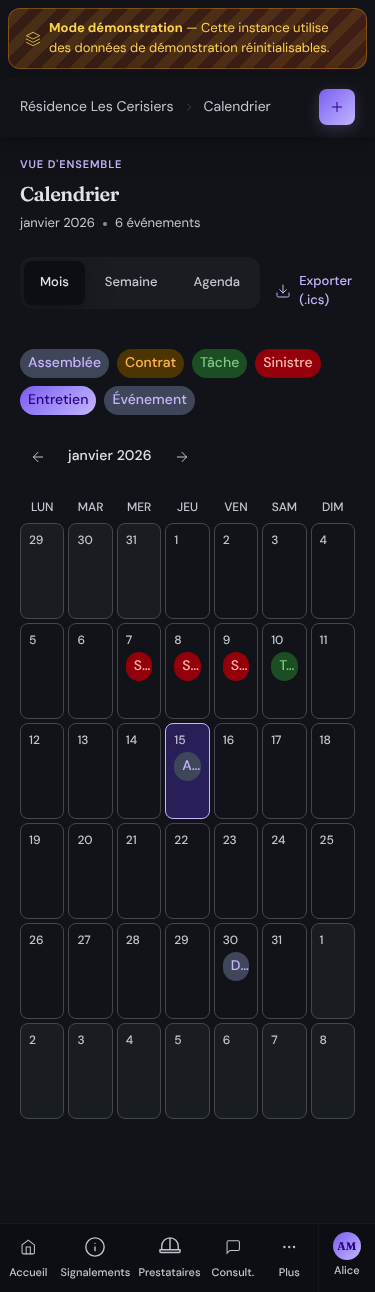 Mode démonstration — Cette instance utilise
des données de démonstration réinitialisables.
Résidence Les Cerisiers > Calendrier
+
VUE D'ENSEMBLE
Calendrier
janvier 2026 • 6 événements
Mois Semaine Agenda
Exporter
(.ics)
Assemblée Contrat Tâche Sinistre
Entretien Événement
← janvier 2026 →
LUN MAR MER JEU VEN SAM DIM
29 30 31 1 2 3 4
5 6 7 8 9 10 11
S... S... S... T...
12 13 14 15 16 17 18
A...
19 20 21 22 23 24 25
26 27 28 29 30 31 1
D...
2 3 4 5 6 7 8
AM
Accueil Signalements Prestataires Consult. Plus Alice